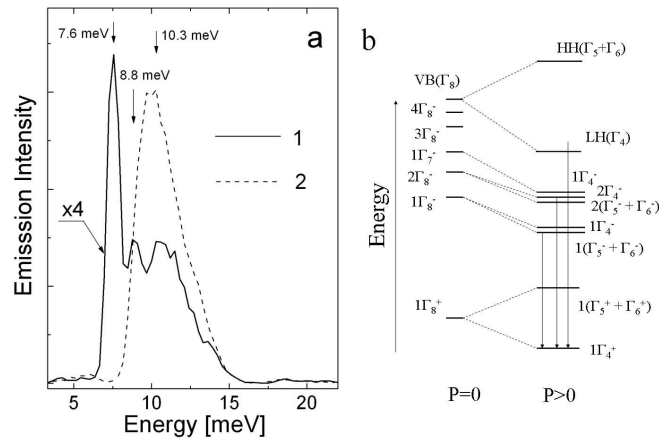 a
7.6 meV
10.3 meV
8.8 meV
x4
1
2
Emisssion Intensity
5
10
15
20
Energy [meV]
b
HH(Γ5+Γ6)
VB(Γ8)
4Γ8-
3Γ8-
LH(Γ4)
1Γ7-
1Γ4-
2Γ8-
2Γ4-
2(Γ5- + Γ6-)
1Γ8-
1Γ4-
1(Γ5- + Γ6-)
Energy
1(Γ5+ + Γ6+)
1Γ8+
1Γ4+
P=0
P>0